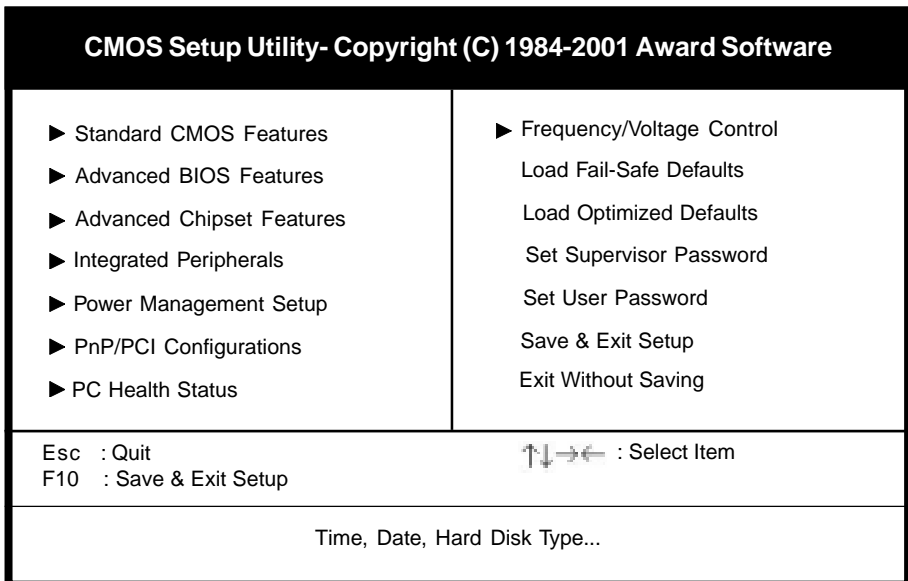 CMOS Setup Utility- Copyright (C) 1984-2001 Award Software
▶ Standard CMOS Features
▶ Advanced BIOS Features
▶ Advanced Chipset Features
▶ Integrated Peripherals
▶ Power Management Setup
▶ PnP/PCI Configurations
▶ PC Health Status
▶ Frequency/Voltage Control
Load Fail-Safe Defaults
Load Optimized Defaults
Set Supervisor Password
Set User Password
Save & Exit Setup
Exit Without Saving
Esc : Quit
F10 : Save & Exit Setup
↑↓→← : Select Item
Time, Date, Hard Disk Type...